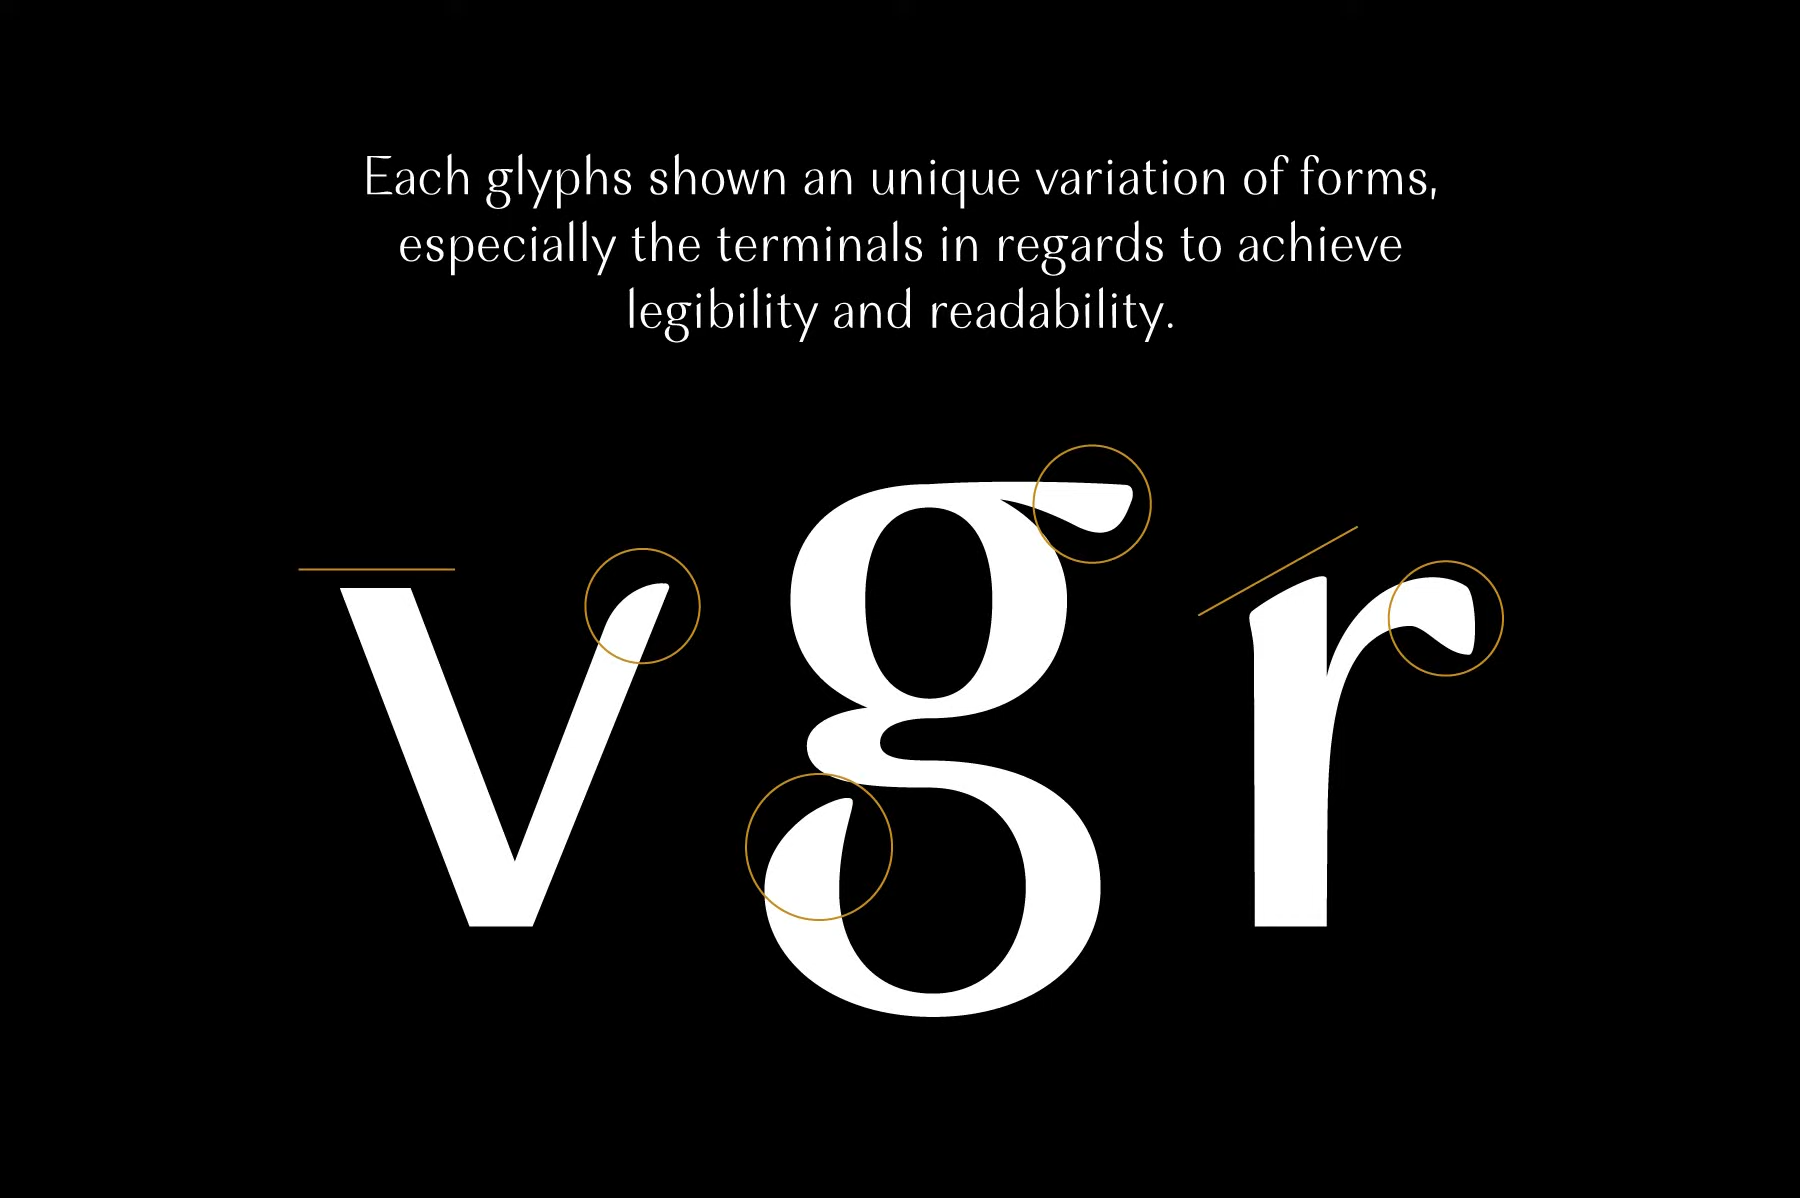 Each glyphs shown an unique variation of forms,
especially the terminals in regards to achieve
legibility and readability.
v g r